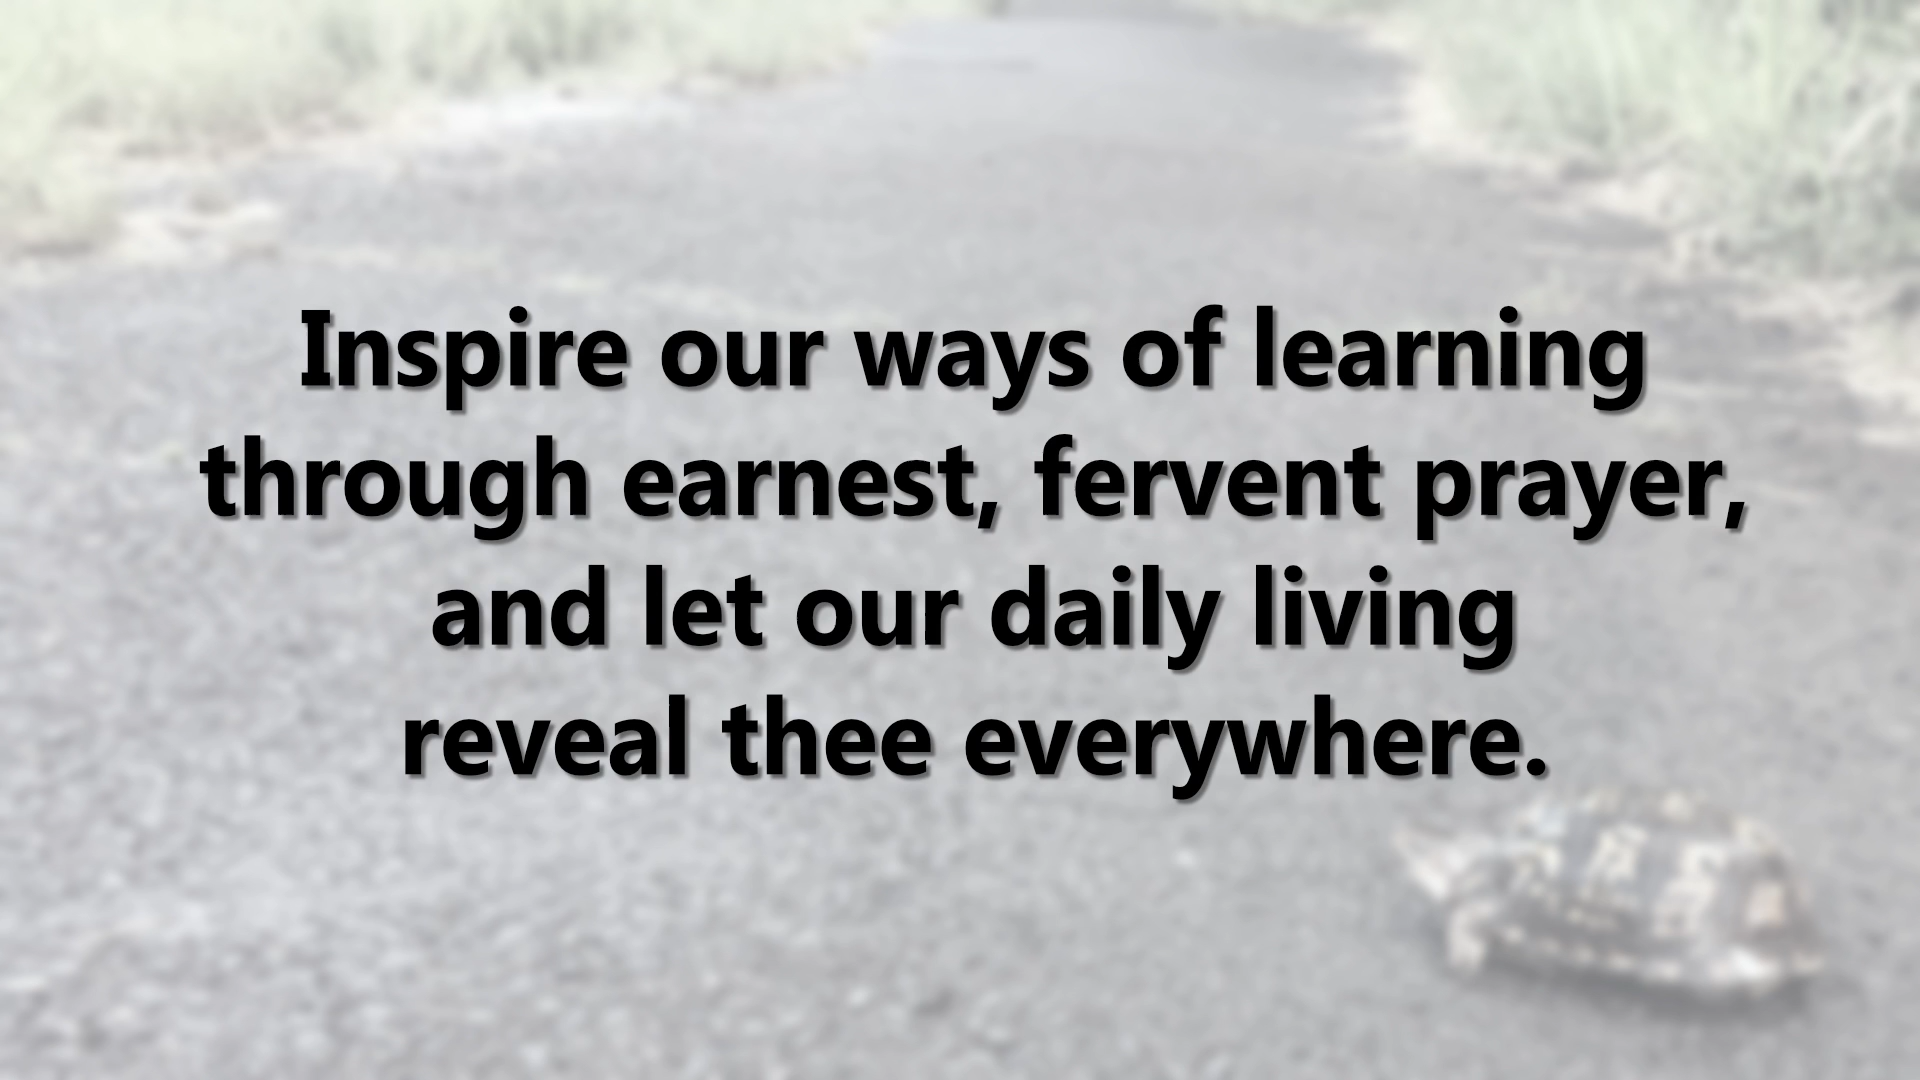 Inspire our ways of learning
through earnest, fervent prayer,
and let our daily living
reveal thee everywhere.